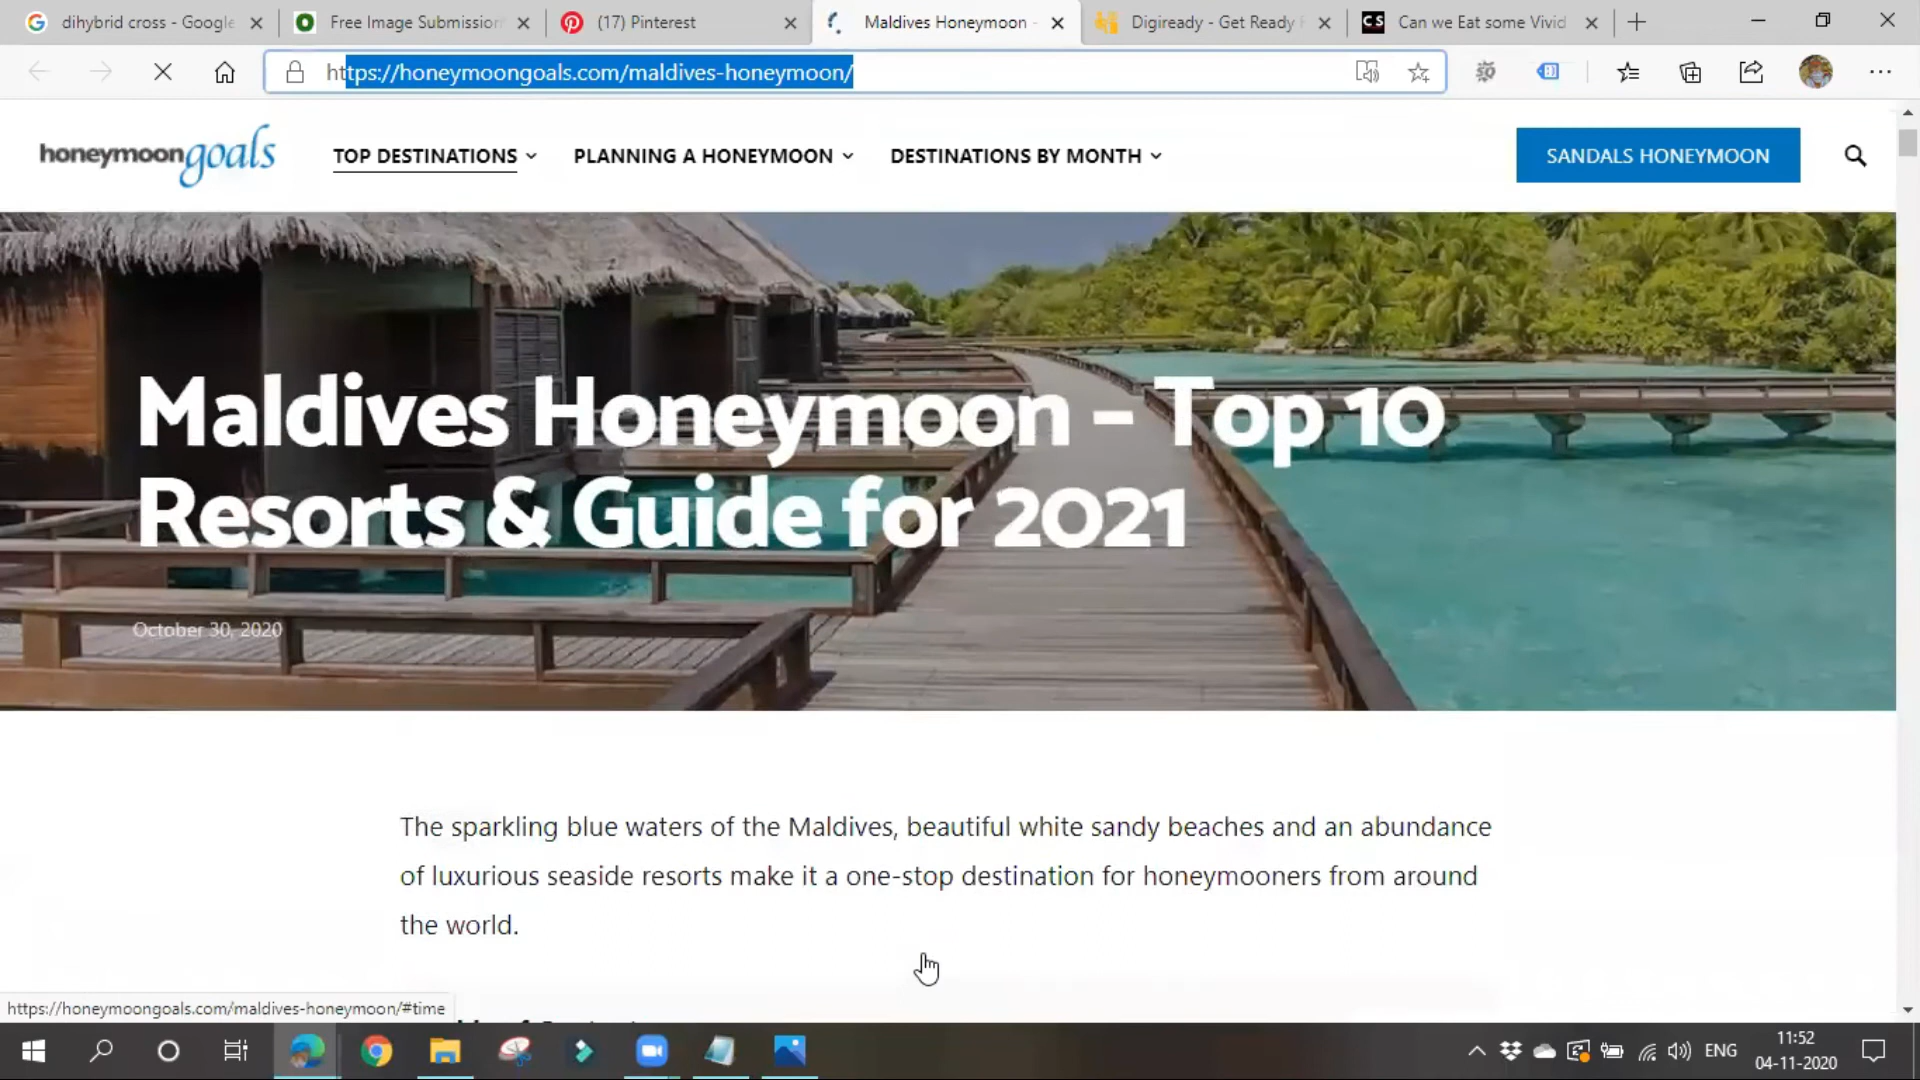 dihybrid cross - Google
Free Image Submission
(17) Pinterest
Maldives Honeymoon -
Digiready - Get Ready
Can we Eat some Vivid
https://honeymoongoals.com/maldives-honeymoon/
honeymoongoals
TOP DESTINATIONS
PLANNING A HONEYMOON
DESTINATIONS BY MONTH
SANDALS HONEYMOON
Maldives Honeymoon – Top 10
Resorts & Guide for 2021
October 30, 2020
The sparkling blue waters of the Maldives, beautiful white sandy beaches and an abundance
of luxurious seaside resorts make it a one-stop destination for honeymooners from around
the world.
https://honeymoongoals.com/maldives-honeymoon/#time
ENG
11:52
04-11-2020